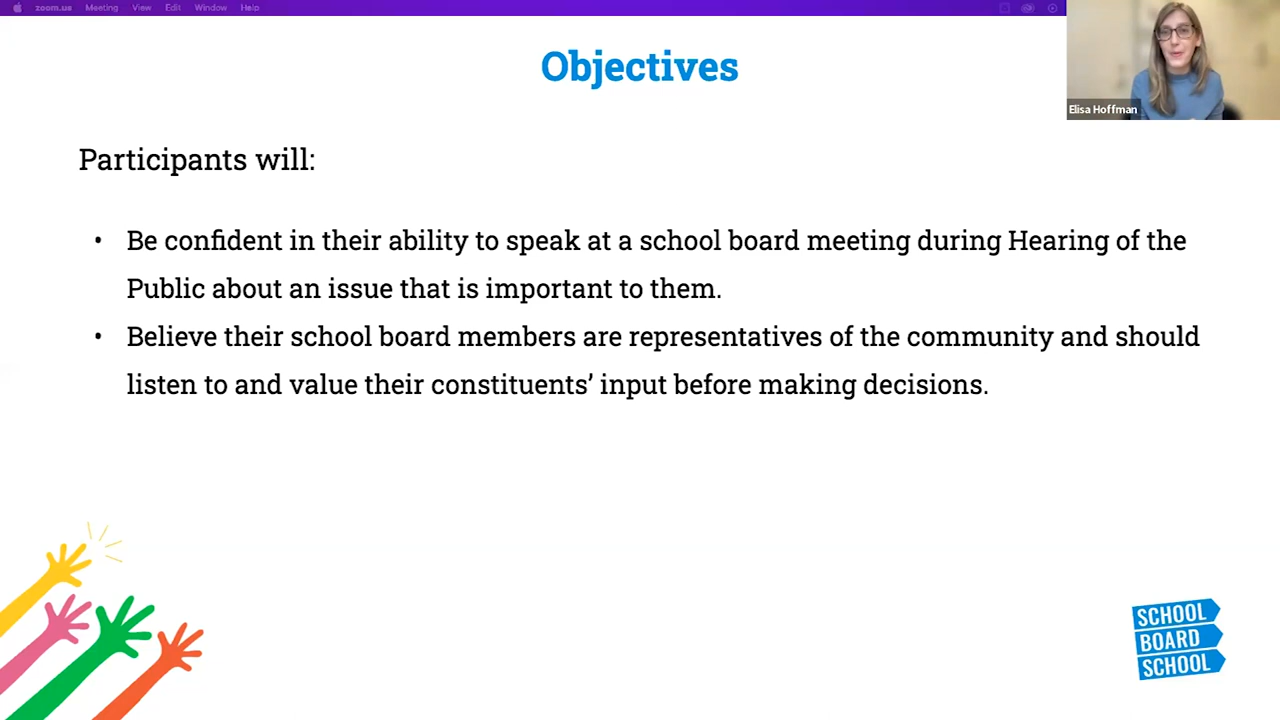 zoom.us Meeting View Edit Window Help
Objectives
Elisa Hoffman
Participants will:
• Be confident in their ability to speak at a school board meeting during Hearing of the
Public about an issue that is important to them.
• Believe their school board members are representatives of the community and should
listen to and value their constituents’ input before making decisions.
SCHOOL
BOARD
SCHOOL